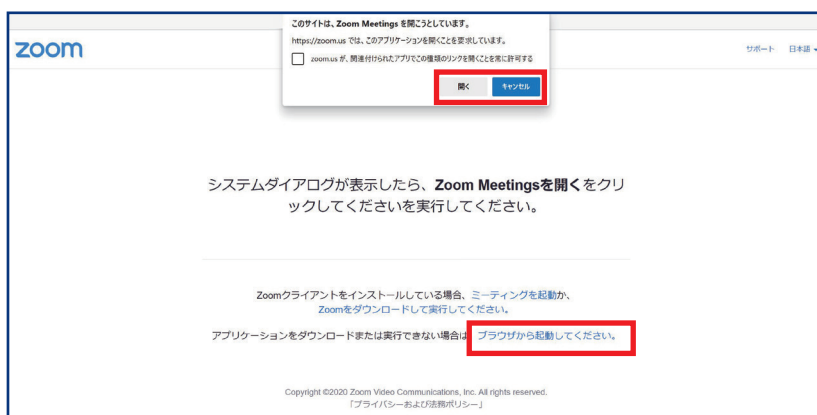 このサイトは、Zoom Meetings を開こうとしています。
https://zoom.us では、このアプリケーションを開くことを要求しています。
zoom.us が、関連付けられたアプリでこの種類のリンクを開くことを常に許可する
開く キャンセル
zoom
サポート 日本語
システムダイアログが表示したら、Zoom Meetingsを開くをクリ
ックしてくださいを実行してください。
Zoomクライアントをインストールしている場合、ミーティングを起動か、
Zoomをダウンロードして実行してください。
アプリケーションをダウンロードまたは実行できない場合は ブラウザから起動してください。
Copyright ©2020 Zoom Video Communications, Inc. All rights reserved.
「プライバシーおよび法務ポリシー」